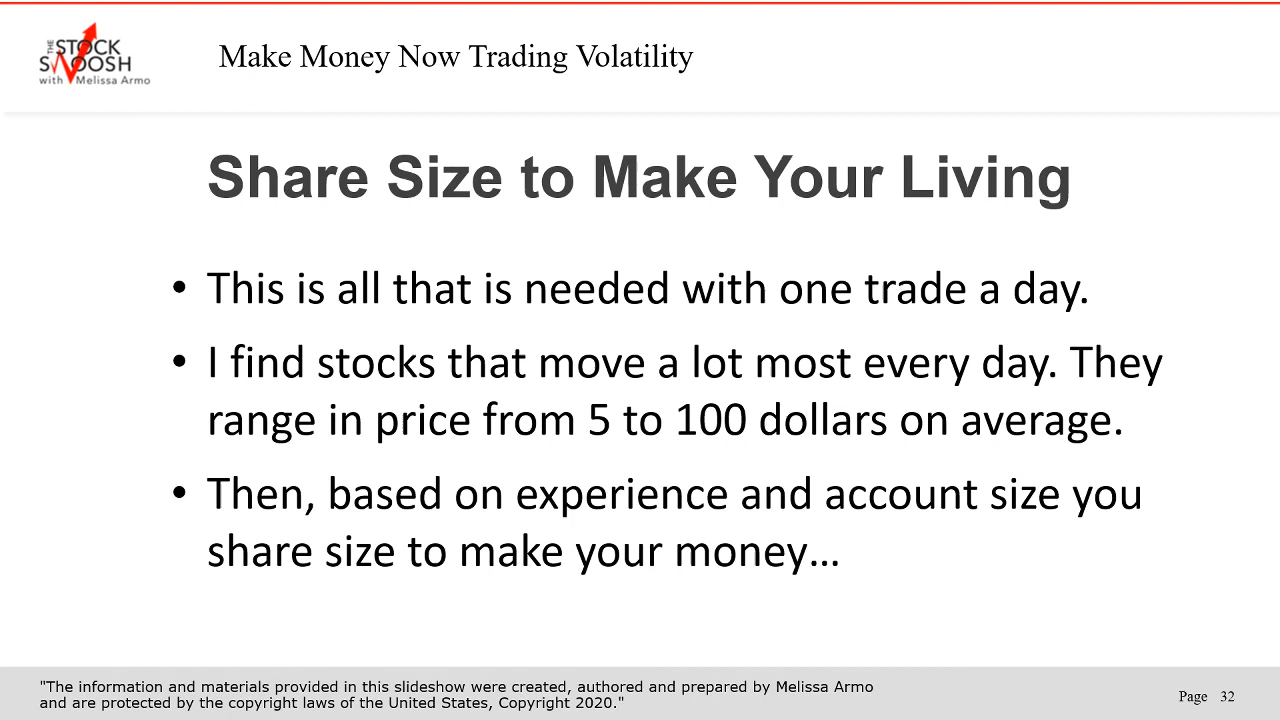 THE STOCK
SWOOSH
with Melissa Armo
Make Money Now Trading Volatility
Share Size to Make Your Living
• This is all that is needed with one trade a day.
• I find stocks that move a lot most every day. They
range in price from 5 to 100 dollars on average.
• Then, based on experience and account size you
share size to make your money…
"The information and materials provided in this slideshow were created, authored and prepared by Melissa Armo
and are protected by the copyright laws of the United States, Copyright 2020."
Page 32